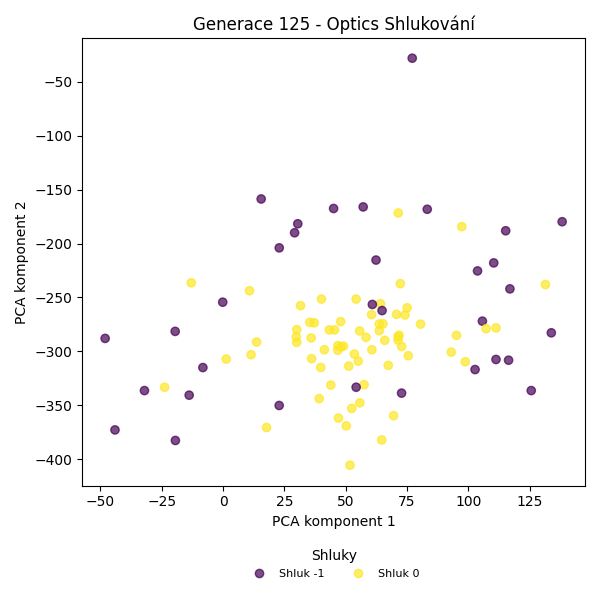 Generace 125 - Optics Shlukování
PCA komponent 2
−50
−100
−150
−200
−250
−300
−350
−400
−50 −25 0 25 50 75 100 125
PCA komponent 1
Shluky
Shluk -1 Shluk 0